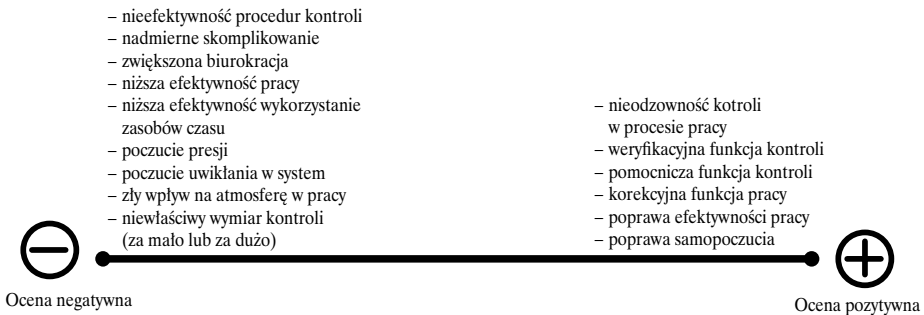 – nieefektywność procedur kontroli
– nadmierne skomplikowanie
– zwiększona biurokracja
– niższa efektywność pracy
– niższa efektywność wykorzystanie
zasobów czasu
– poczucie presji
– poczucie uwikłania w system
– zły wpływ na atmosferę w pracy
– niewłaściwy wymiar kontroli
(za mało lub za dużo)
– nieodzowność kotroli
w procesie pracy
– weryfikacyjna funkcja kontroli
– pomocnicza funkcja kontroli
– korekcyjna funkcja pracy
– poprawa efektywności pracy
– poprawa samopoczucia
Ocena negatywna
Ocena pozytywna